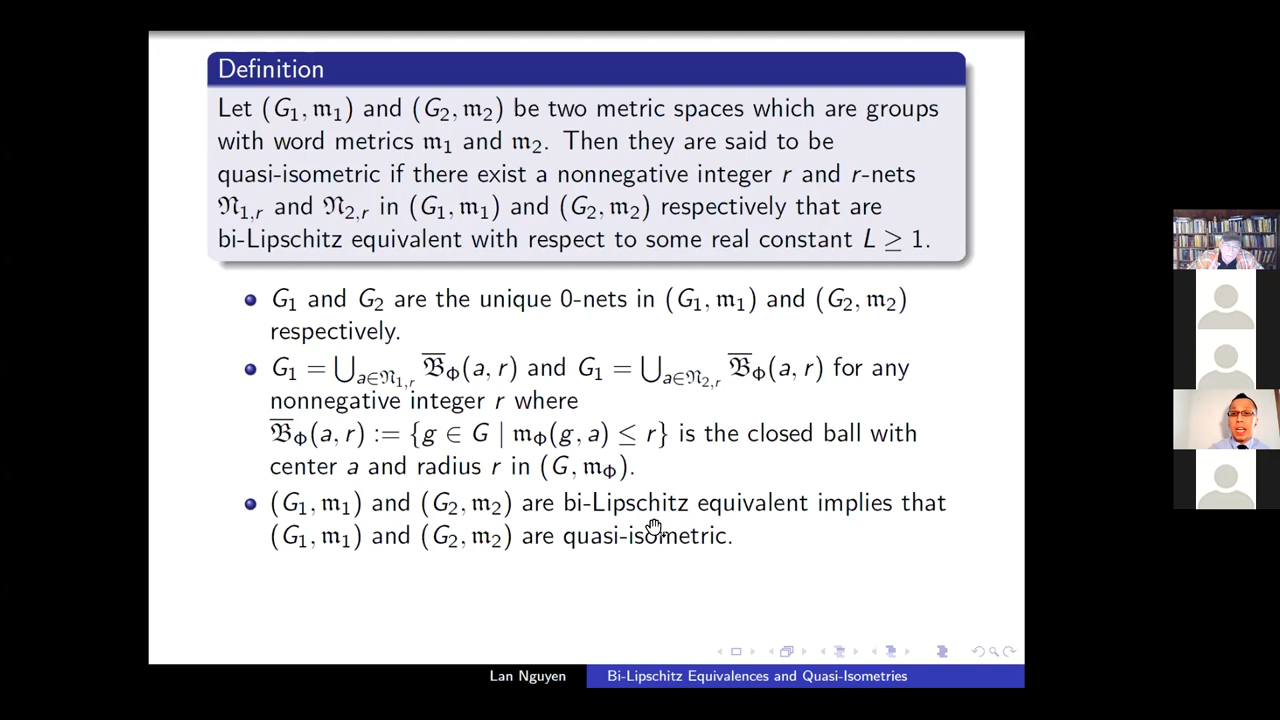 Definition
Let (G₁, 𝔪₁) and (G₂, 𝔪₂) be two metric spaces which are groups
with word metrics 𝔪₁ and 𝔪₂. Then they are said to be
quasi-isometric if there exist a nonnegative integer r and r-nets
𝔑₁,ᵣ and 𝔑₂,ᵣ in (G₁, 𝔪₁) and (G₂, 𝔪₂) respectively that are
bi-Lipschitz equivalent with respect to some real constant L ≥ 1.
G₁ and G₂ are the unique 0-nets in (G₁, 𝔪₁) and (G₂, 𝔪₂)
respectively.
G₁ = ⋃_{a∈𝔑₁,ᵣ} 𝔅̅_Φ(a, r) and G₁ = ⋃_{a∈𝔑₂,ᵣ} 𝔅̅_Φ(a, r) for any
nonnegative integer r where
𝔅̅_Φ(a, r) := {g ∈ G | 𝔪_Φ(g, a) ≤ r} is the closed ball with
center a and radius r in (G, 𝔪_Φ).
(G₁, 𝔪₁) and (G₂, 𝔪₂) are bi-Lipschitz equivalent implies that
(G₁, 𝔪₁) and (G₂, 𝔪₂) are quasi-isometric.
Lan Nguyen Bi-Lipschitz Equivalences and Quasi-Isometries